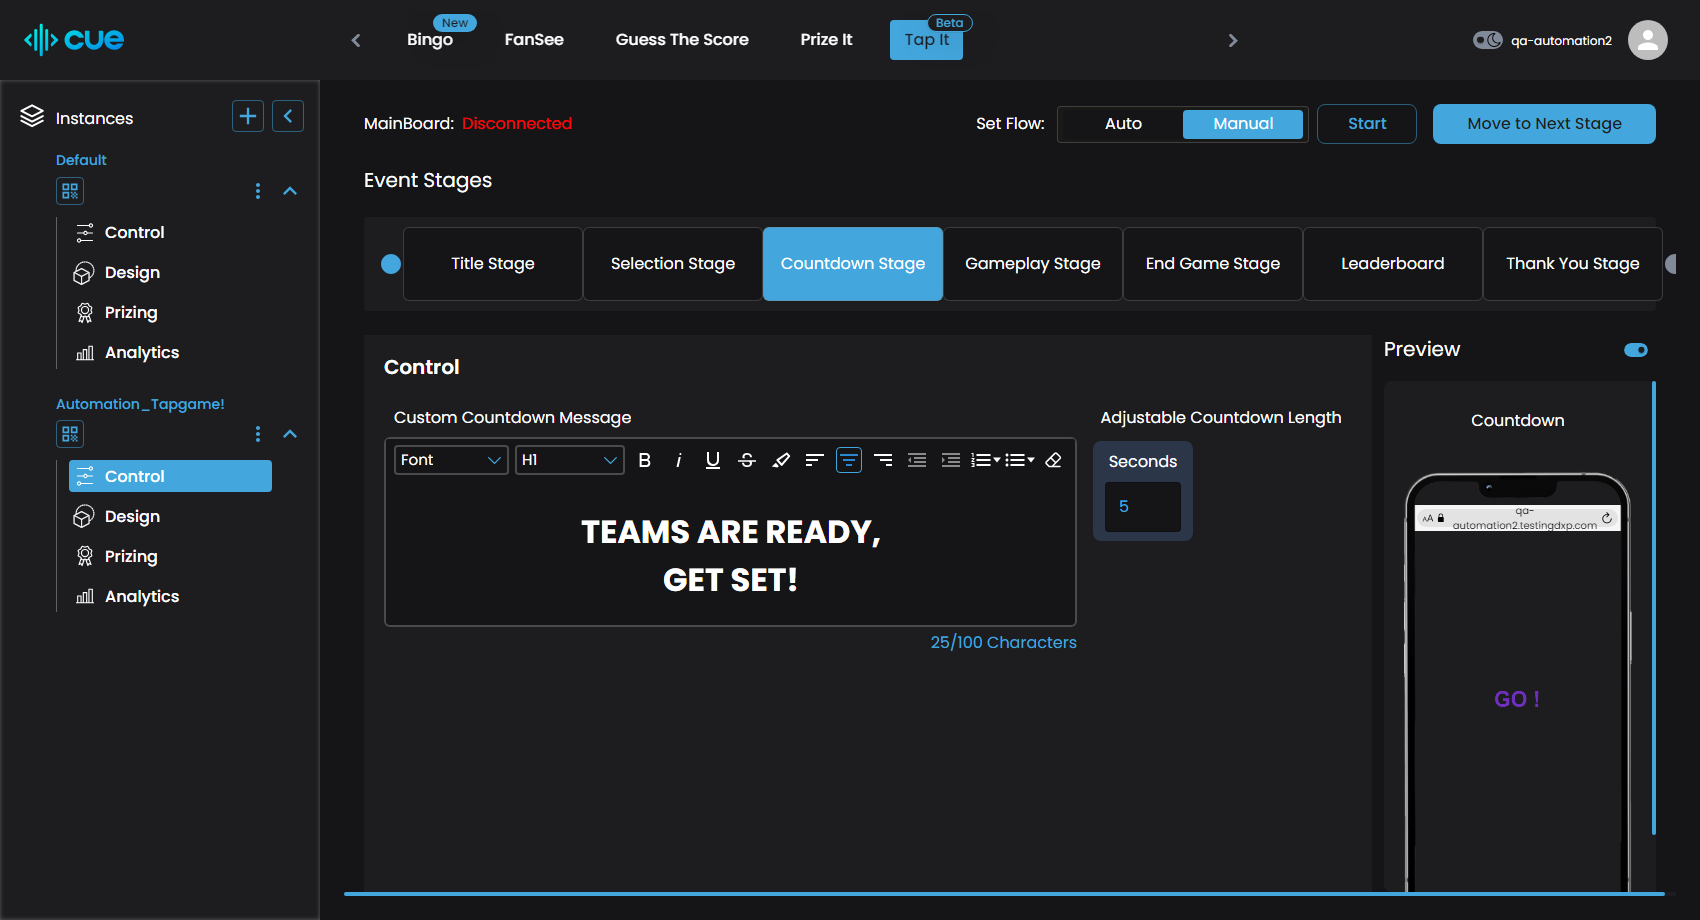 cue
Bingo
New
FanSee
Guess The Score
Prize It
Tap It
Beta
qa-automation2
Instances
Default
Control
Design
Prizing
Analytics
Automation_Tapgame!
Control
Design
Prizing
Analytics
MainBoard: Disconnected
Set Flow:
Auto
Manual
Start
Move to Next Stage
Event Stages
Title Stage
Selection Stage
Countdown Stage
Gameplay Stage
End Game Stage
Leaderboard
Thank You Stage
Control
Custom Countdown Message
Font
H1
B
i
U
S
TEAMS ARE READY,
GET SET!
25/100 Characters
Adjustable Countdown Length
Seconds
5
Preview
Countdown
AA
qa-
automation2.testingdxp.com
GO !